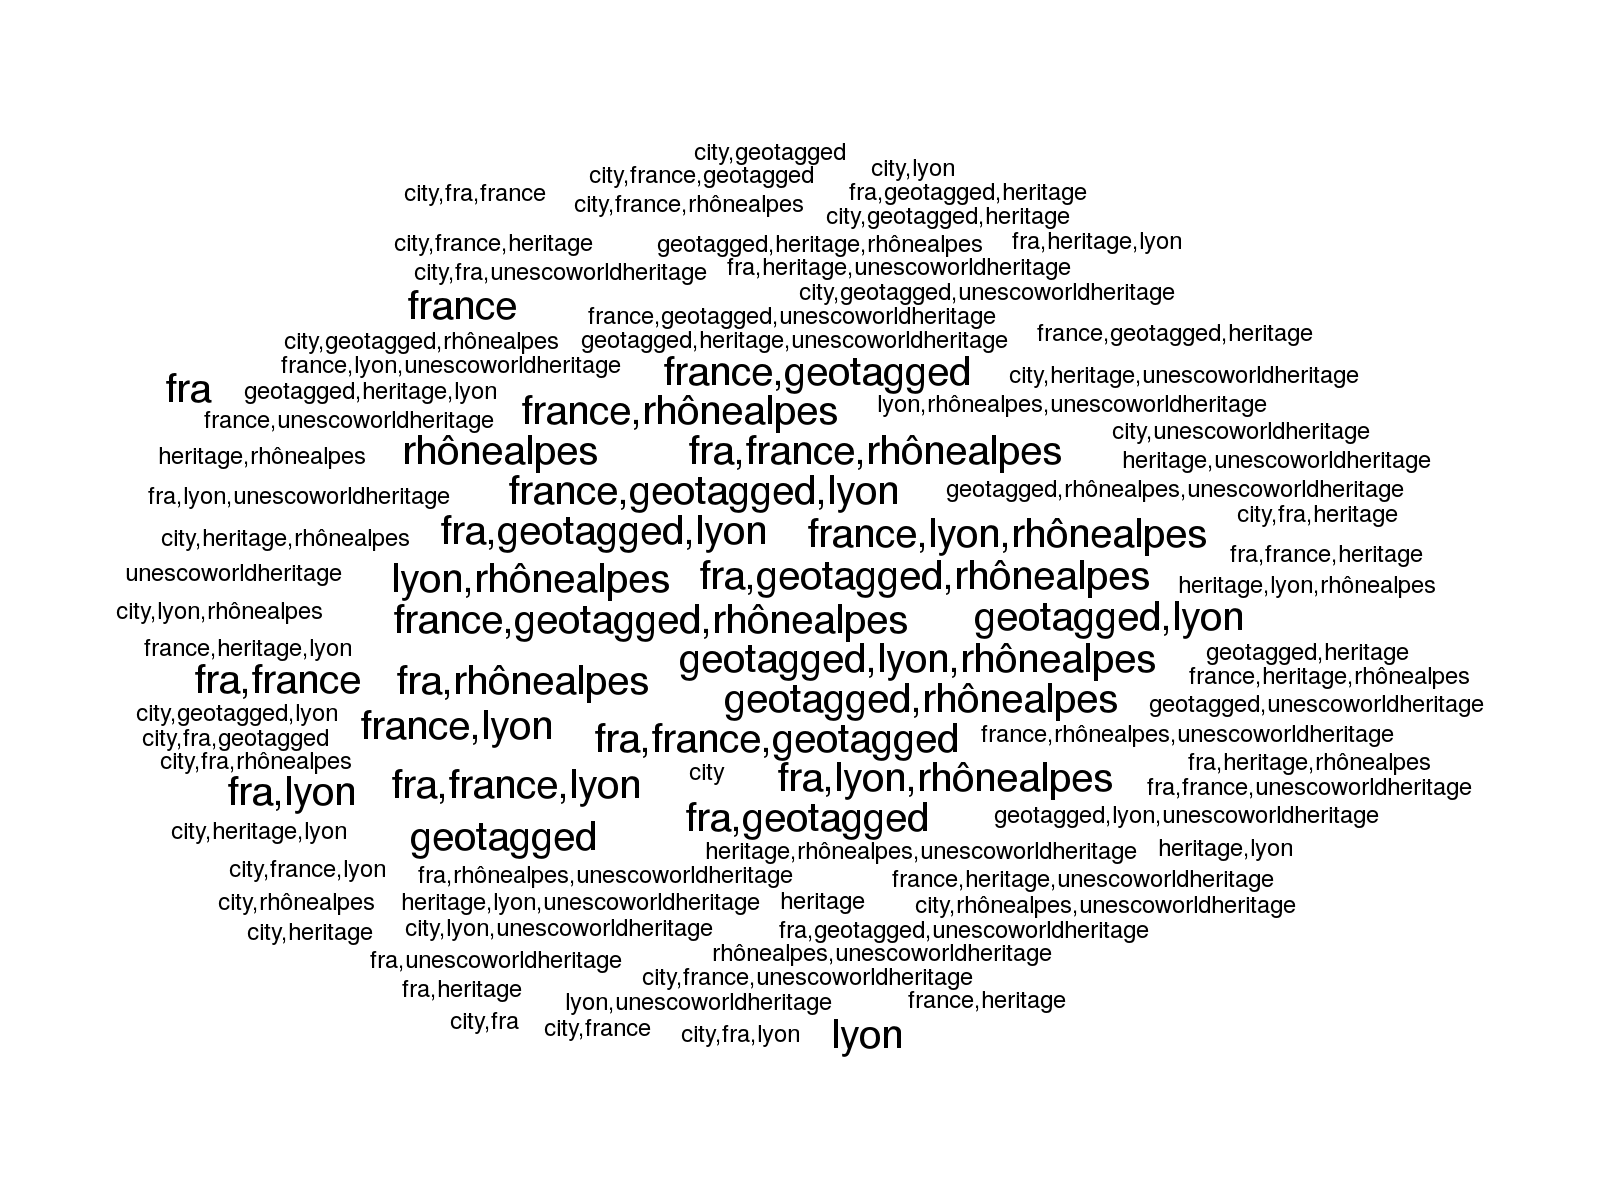 city,geotagged
city,france,geotagged
city,lyon
city,fra,france
city,france,rhônealpes
fra,geotagged,heritage
city,geotagged,heritage
city,france,heritage
geotagged,heritage,rhônealpes
fra,heritage,lyon
city,fra,unescoworldheritage
fra,heritage,unescoworldheritage
city,geotagged,unescoworldheritage
france
france,geotagged,unescoworldheritage
france,geotagged,heritage
city,geotagged,rhônealpes
geotagged,heritage,unescoworldheritage
france,lyon,unescoworldheritage
france,geotagged
city,heritage,unescoworldheritage
fra
geotagged,heritage,lyon
france,rhônealpes
lyon,rhônealpes,unescoworldheritage
france,unescoworldheritage
city,unescoworldheritage
heritage,rhônealpes
rhônealpes
fra,france,rhônealpes
heritage,unescoworldheritage
fra,lyon,unescoworldheritage
france,geotagged,lyon
geotagged,rhônealpes,unescoworldheritage
city,fra,heritage
city,heritage,rhônealpes
fra,geotagged,lyon
france,lyon,rhônealpes
fra,france,heritage
unescoworldheritage
lyon,rhônealpes
fra,geotagged,rhônealpes
heritage,lyon,rhônealpes
city,lyon,rhônealpes
france,geotagged,rhônealpes
geotagged,lyon
france,heritage,lyon
geotagged,lyon,rhônealpes
geotagged,heritage
fra,france
fra,rhônealpes
france,heritage,rhônealpes
geotagged,rhônealpes
geotagged,unescoworldheritage
city,geotagged,lyon
france,lyon
city,fra,geotagged
fra,france,geotagged
france,rhônealpes,unescoworldheritage
city,fra,rhônealpes
fra,heritage,rhônealpes
fra,lyon
fra,france,lyon
city
fra,lyon,rhônealpes
fra,france,unescoworldheritage
fra,geotagged
geotagged,lyon,unescoworldheritage
city,heritage,lyon
geotagged
heritage,rhônealpes,unescoworldheritage
heritage,lyon
city,france,lyon
fra,rhônealpes,unescoworldheritage
france,heritage,unescoworldheritage
city,rhônealpes
heritage,lyon,unescoworldheritage
heritage
city,rhônealpes,unescoworldheritage
city,heritage
city,lyon,unescoworldheritage
fra,geotagged,unescoworldheritage
fra,unescoworldheritage
rhônealpes,unescoworldheritage
city,france,unescoworldheritage
fra,heritage
lyon,unescoworldheritage
france,heritage
city,fra
city,france
city,fra,lyon
lyon